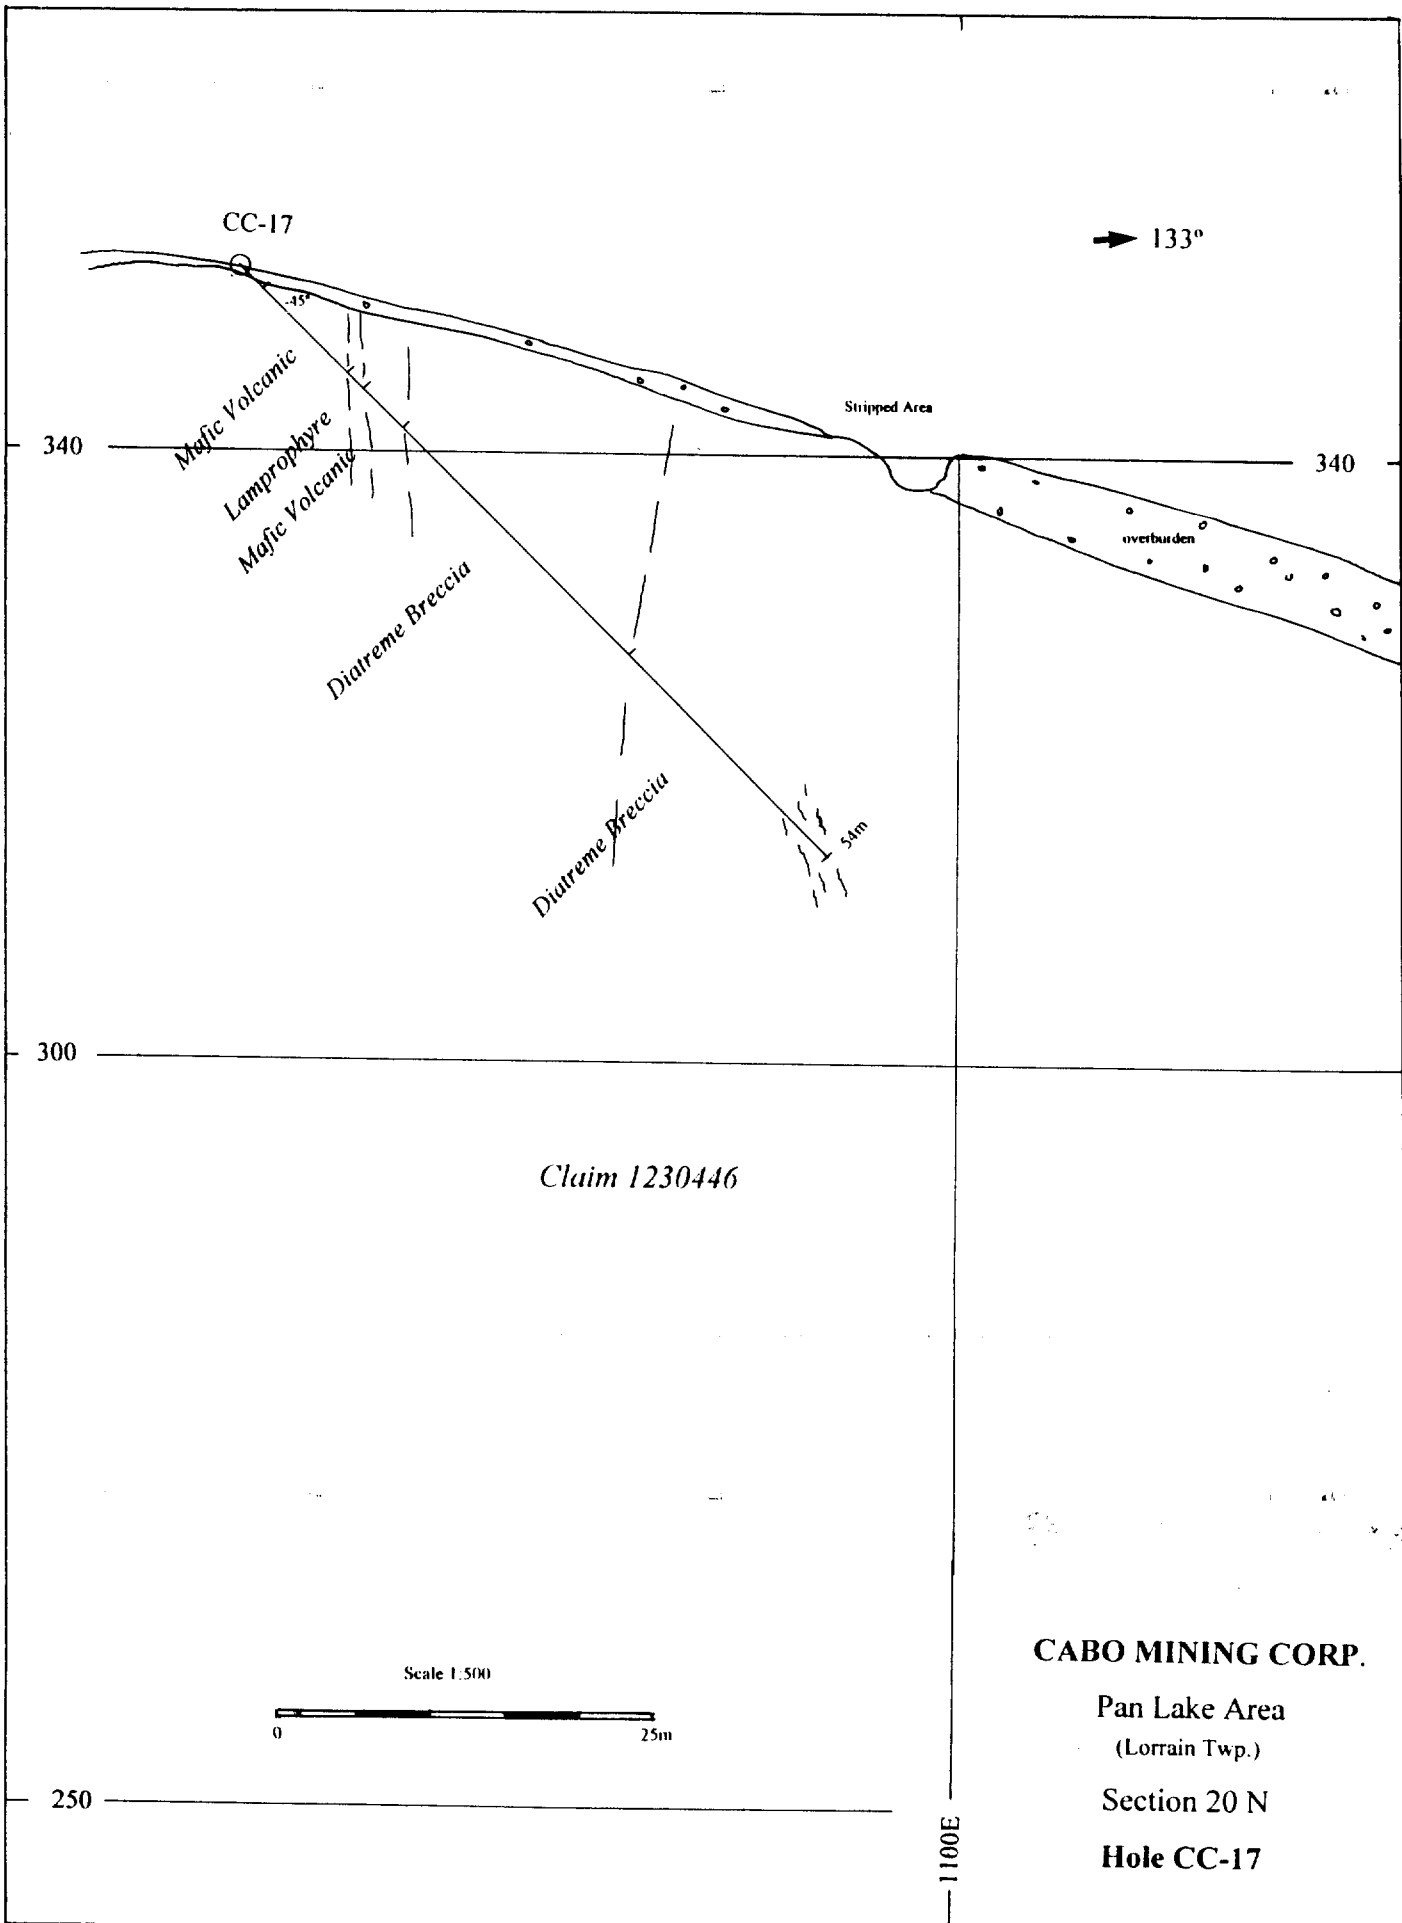 CC-17
133°
-45°
Mafic Volcanic
Stripped Area
Lamprophyre
340
340
Mafic Volcanic
overburden
Diatreme Breccia
Diatreme Breccia
54m
300
Claim 1230446
Scale 1:500
0
25m
CABO MINING CORP.
Pan Lake Area
(Lorrain Twp.)
Section 20 N
Hole CC-17
250
1100E